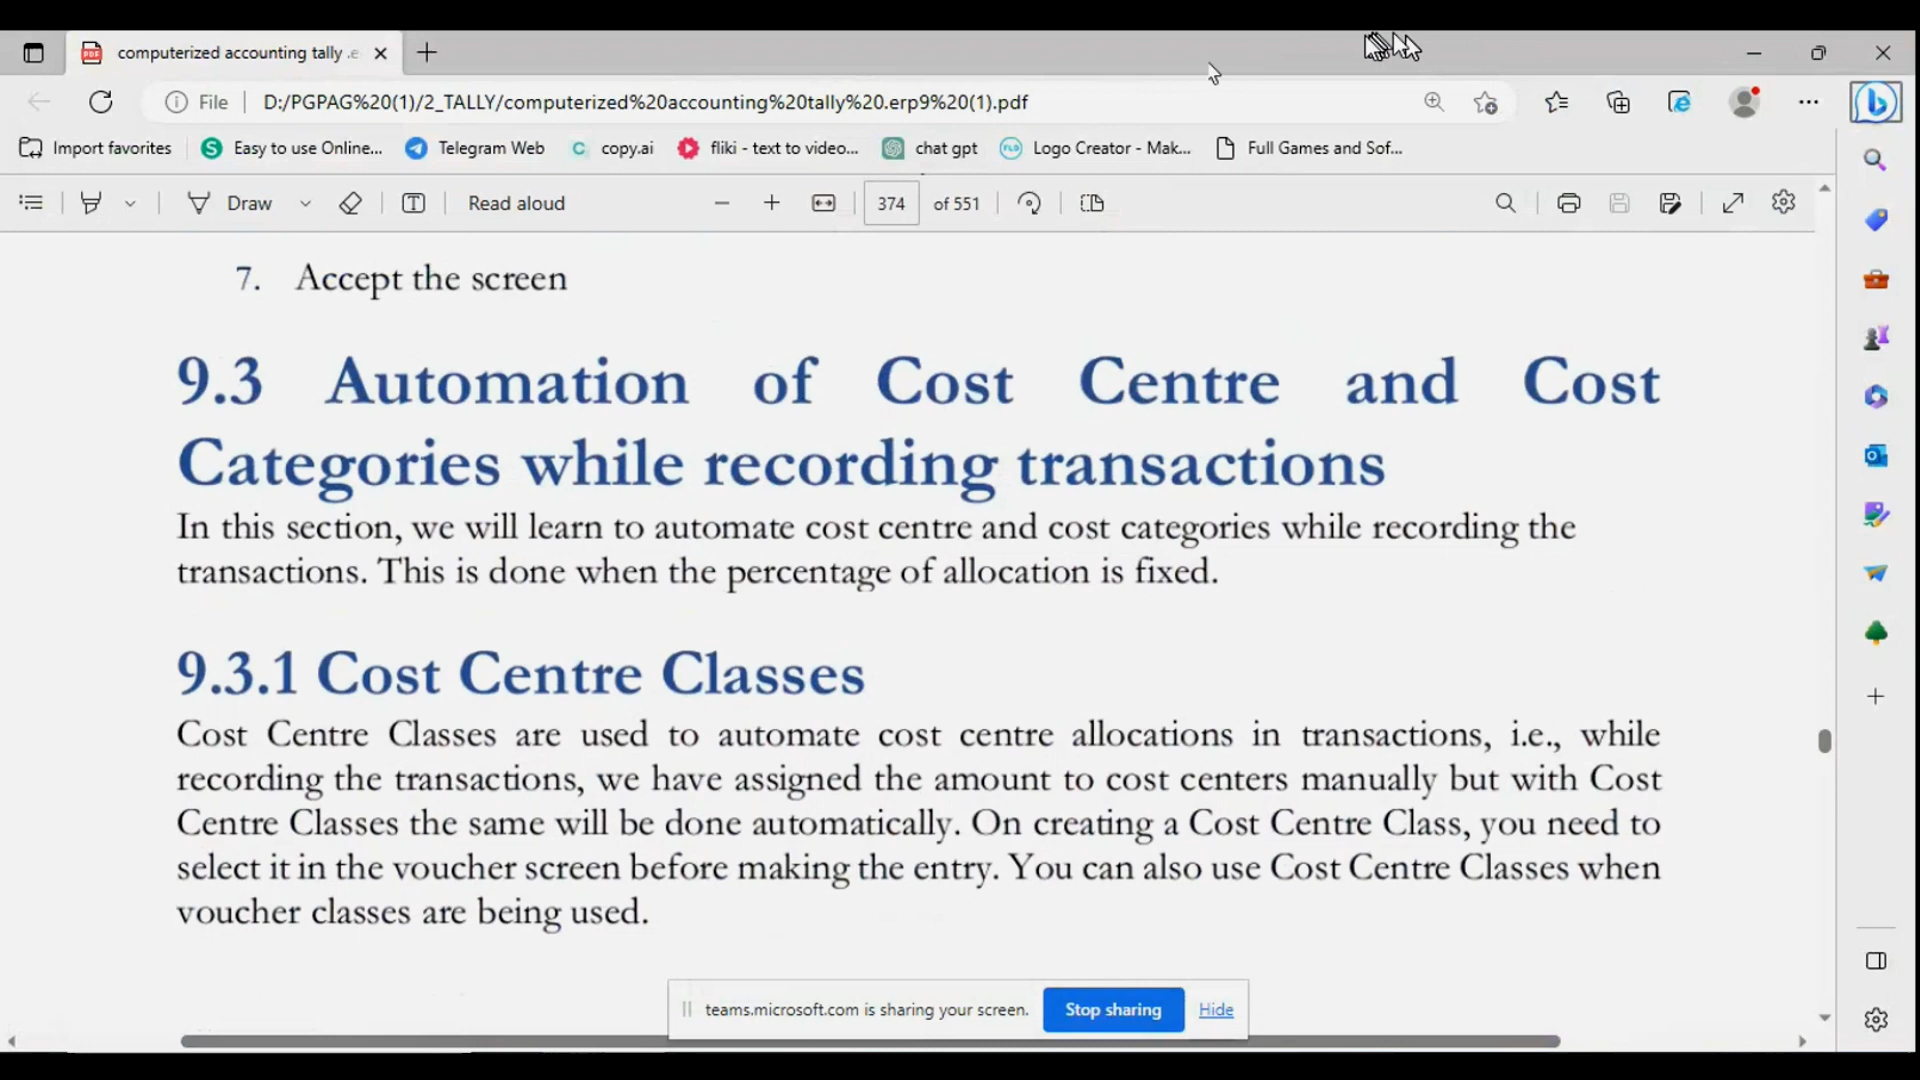 computerized accounting tally .e
File
D:/PGPAG%20(1)/2_TALLY/computerized%20accounting%20tally%20.erp9%20(1).pdf
Import favorites
Easy to use Online...
Telegram Web
copy.ai
fliki - text to video...
chat gpt
Logo Creator - Mak...
Full Games and Sof...
Draw
Read aloud
374 of 551
7. Accept the screen
9.3 Automation of Cost Centre and Cost
Categories while recording transactions
In this section, we will learn to automate cost centre and cost categories while recording the
transactions. This is done when the percentage of allocation is fixed.
9.3.1 Cost Centre Classes
Cost Centre Classes are used to automate cost centre allocations in transactions, i.e., while
recording the transactions, we have assigned the amount to cost centers manually but with Cost
Centre Classes the same will be done automatically. On creating a Cost Centre Class, you need to
select it in the voucher screen before making the entry. You can also use Cost Centre Classes when
voucher classes are being used.
teams.microsoft.com is sharing your screen.
Stop sharing
Hide